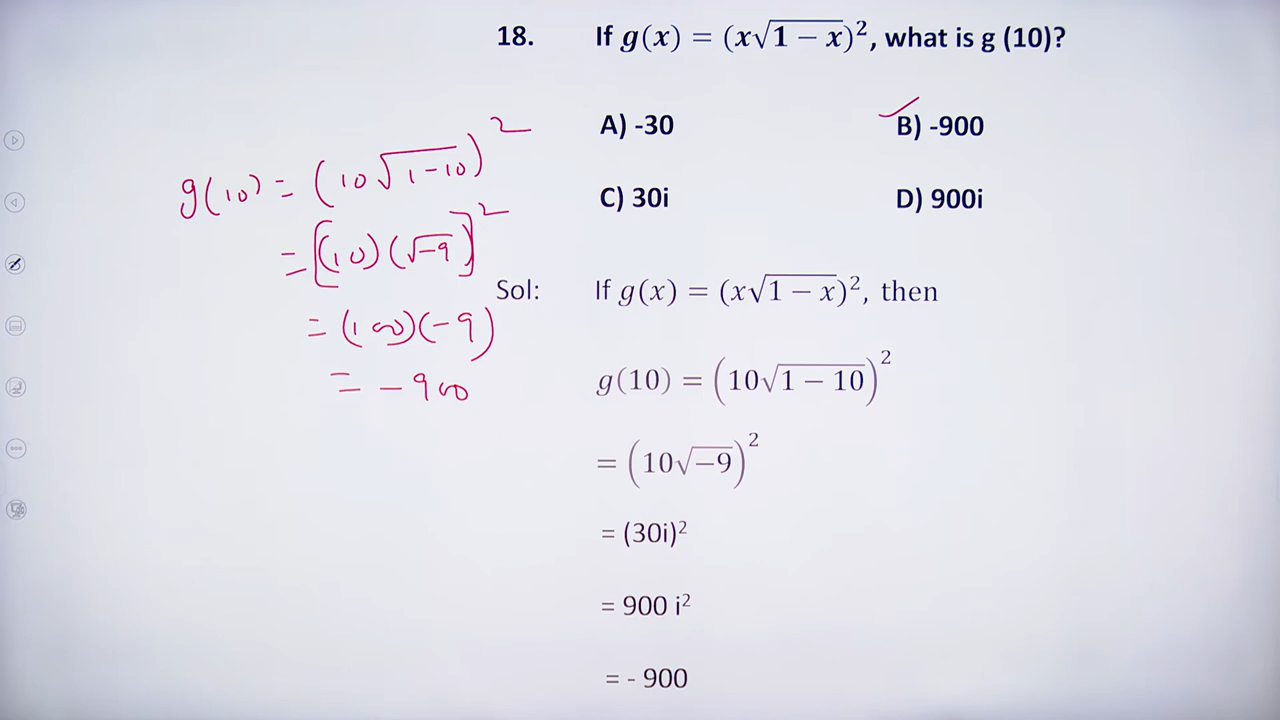 18. If g(x) = (x√1 − x)², what is g (10)?
A) -30 B) -900
C) 30i D) 900i
g(10) = (10√1-10)²
= [(10)(√-9)]²
= (100)(-9)
= -900
Sol: If g(x) = (x√1 − x)², then
g(10) = (10√1 − 10)²
= (10√−9)²
= (30i)²
= 900 i²
= - 900